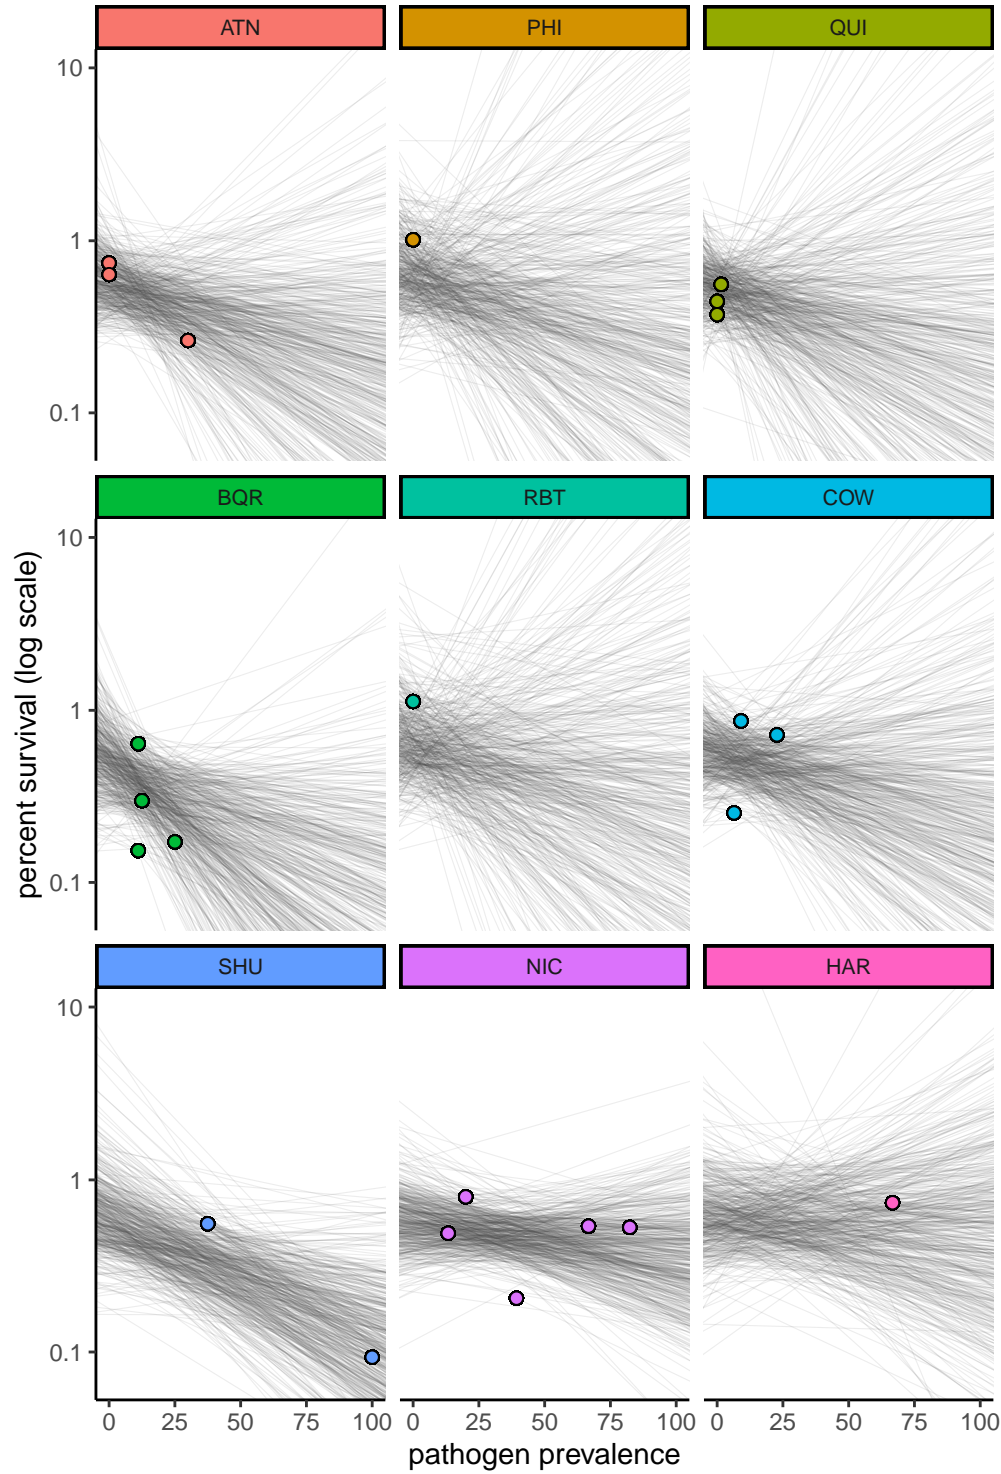 ATN PHI QUI
10
1
0.1
BQR RBT COW
10
1
0.1
percent survival (log scale)
SHU NIC HAR
10
1
0.1
0 25 50 75 100 0 25 50 75 100 0 25 50 75 100
pathogen prevalence